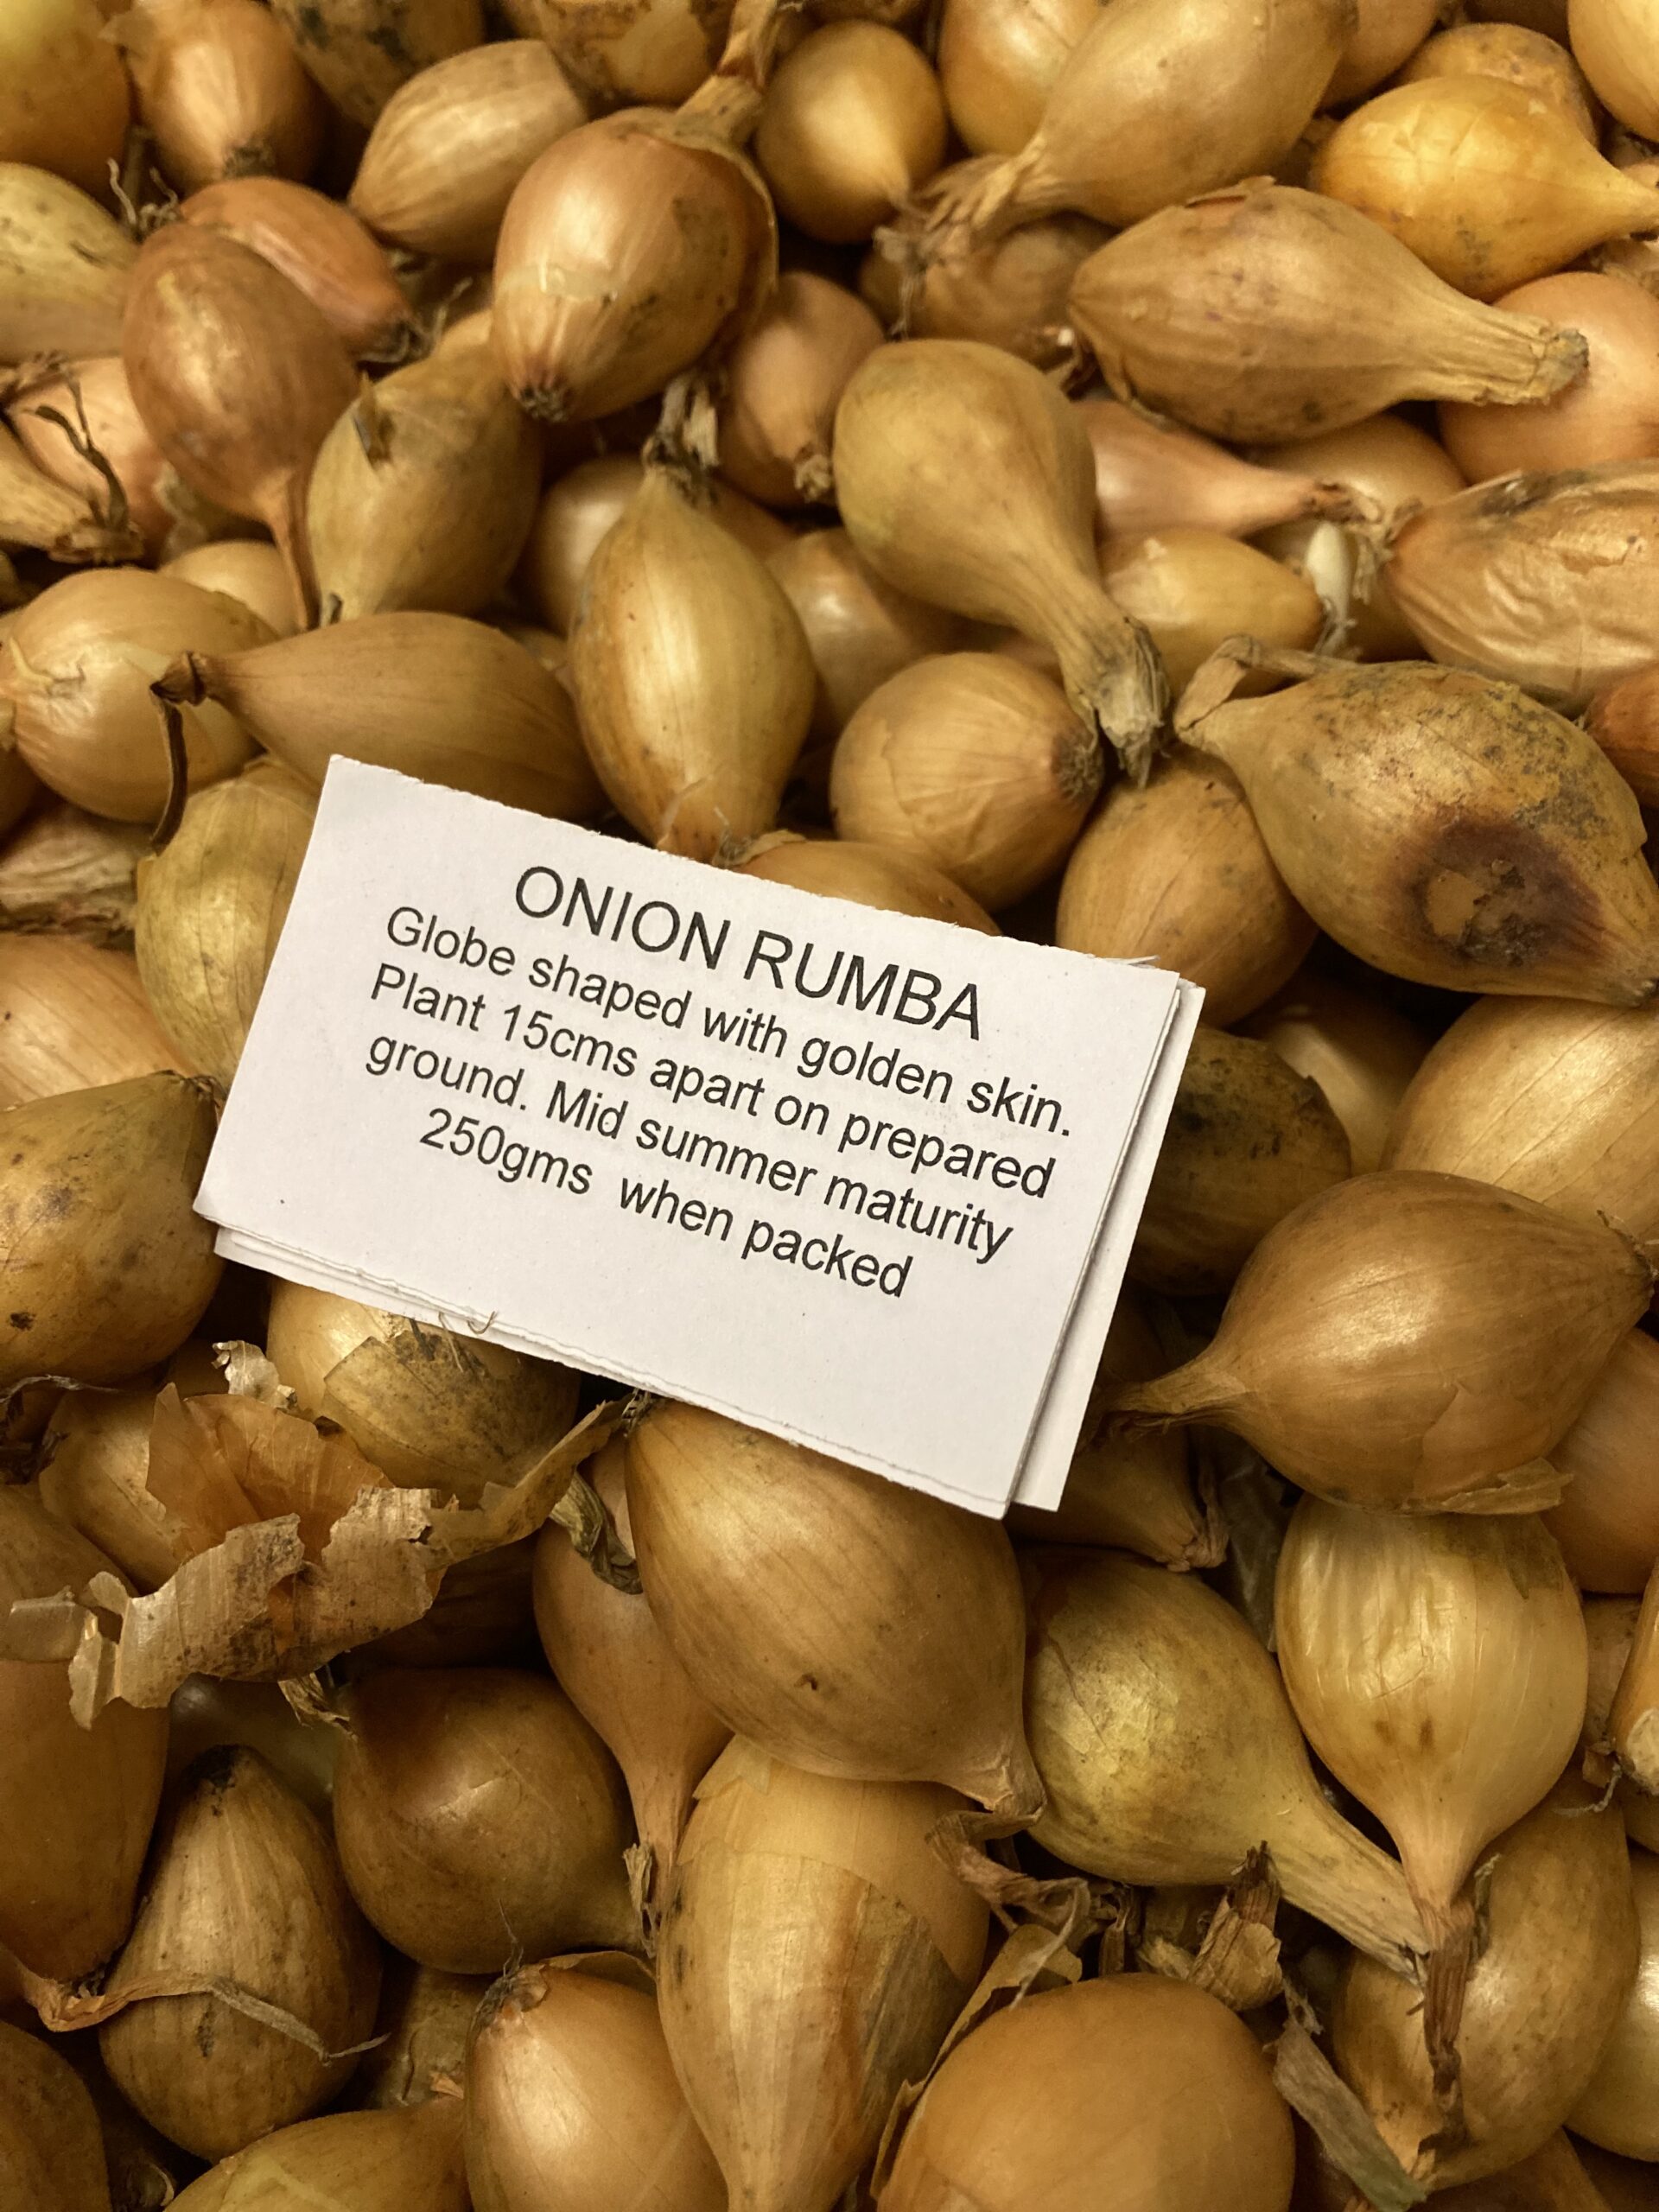 ONION RUMBA
Globe shaped with golden skin.
Plant 15cms apart on prepared
ground. Mid summer maturity
250gms when packed